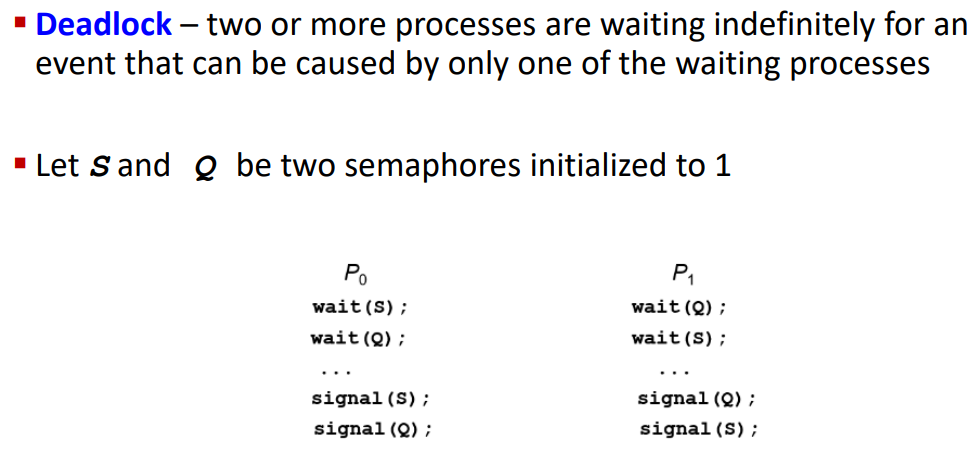 ▪ Deadlock – two or more processes are waiting indefinitely for an
event that can be caused by only one of the waiting processes
▪ Let S and Q be two semaphores initialized to 1
P0 P1
wait(S); wait(Q);
wait(Q); wait(S);
... ...
signal(S); signal(Q);
signal(Q); signal(S);